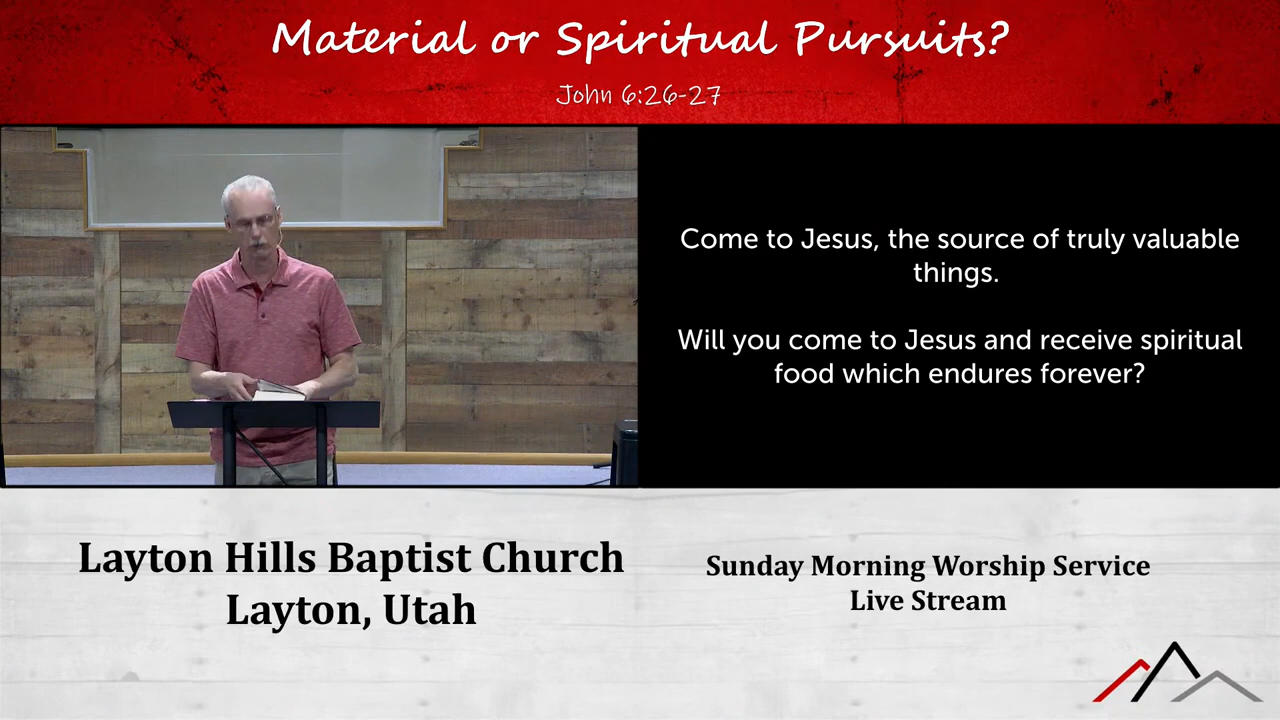 Material or Spiritual Pursuits?
John 6:26-27
Come to Jesus, the source of truly valuable
things.
Will you come to Jesus and receive spiritual
food which endures forever?
Layton Hills Baptist Church
Layton, Utah
Sunday Morning Worship Service
Live Stream